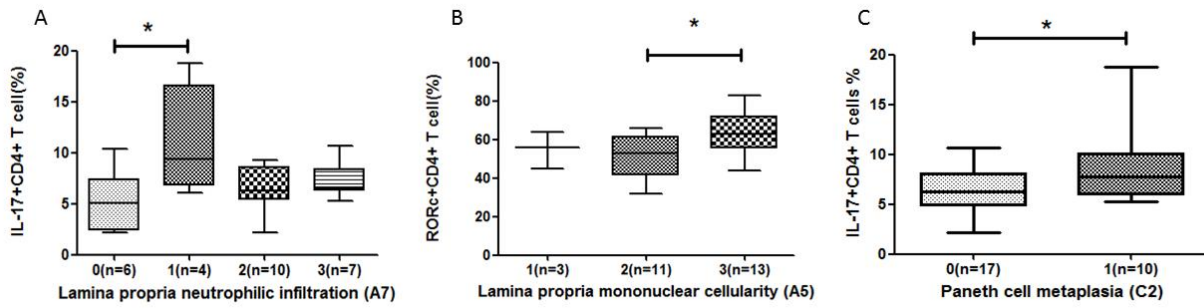 A
*
IL-17+CD4+ T cell(%)
20
15
10
5
0
0(n=6) 1(n=4) 2(n=10) 3(n=7)
Lamina propria neutrophilic infiltration (A7)
B
*
RORc+CD4+ T cell(%)
100
80
60
40
20
0
1(n=3) 2(n=11) 3(n=13)
Lamina propria mononuclear cellularity (A5)
C
*
IL-17+CD4+ T cells %
20
15
10
5
0
0(n=17) 1(n=10)
Paneth cell metaplasia (C2)